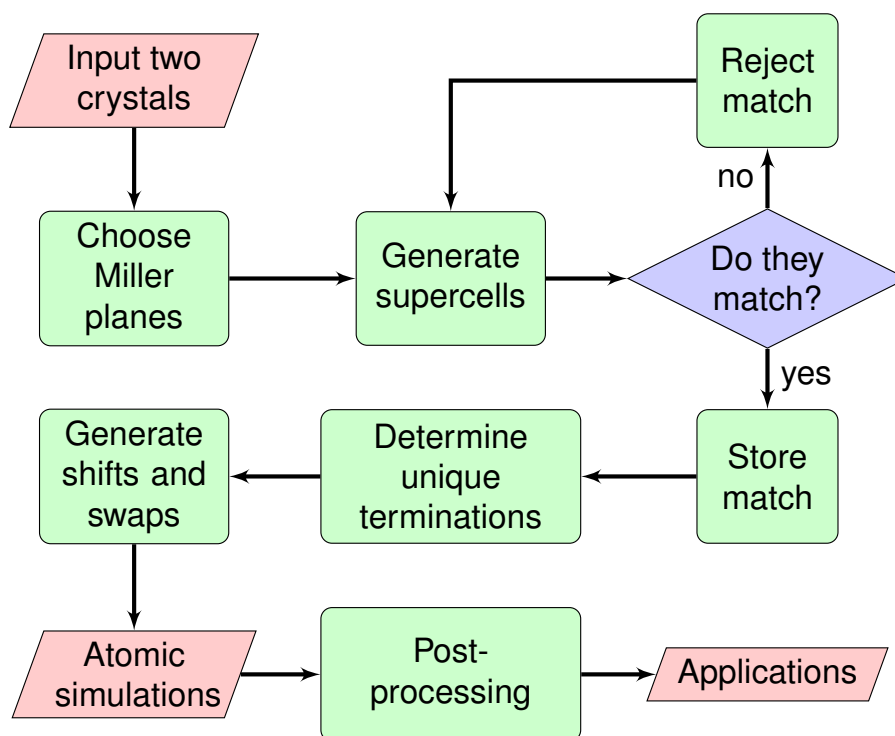 Input two
crystals
Reject
match
no
Choose
Miller
planes
Generate
supercells
Do they
match?
yes
Generate
shifts and
swaps
Determine
unique
terminations
Store
match
Atomic
simulations
Post-
processing
Applications